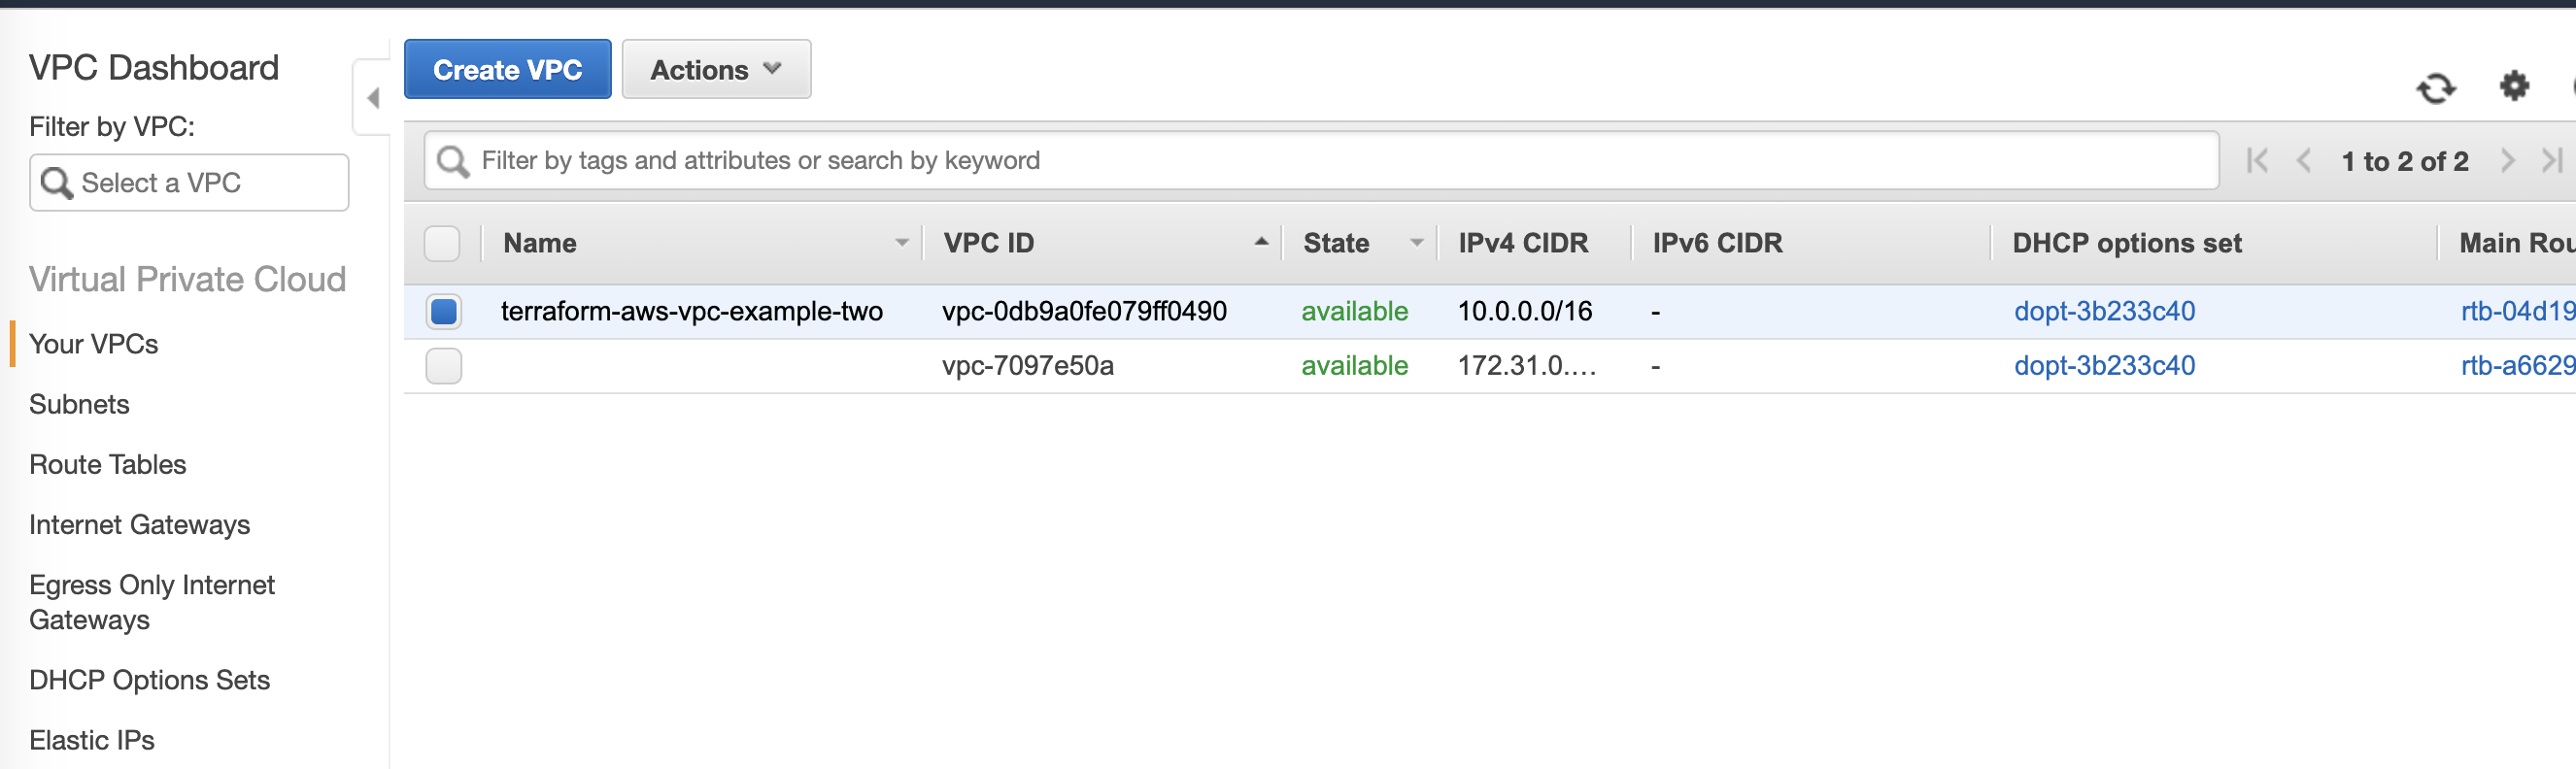 VPC Dashboard
Filter by VPC:
Select a VPC
Virtual Private Cloud
Your VPCs
Subnets
Route Tables
Internet Gateways
Egress Only Internet
Gateways
DHCP Options Sets
Elastic IPs
Create VPC Actions
Filter by tags and attributes or search by keyword 1 to 2 of 2
Name VPC ID State IPv4 CIDR IPv6 CIDR DHCP options set Main Rou
terraform-aws-vpc-example-two vpc-0db9a0fe079ff0490 available 10.0.0.0/16 - dopt-3b233c40 rtb-04d19
vpc-7097e50a available 172.31.0.... - dopt-3b233c40 rtb-a6629